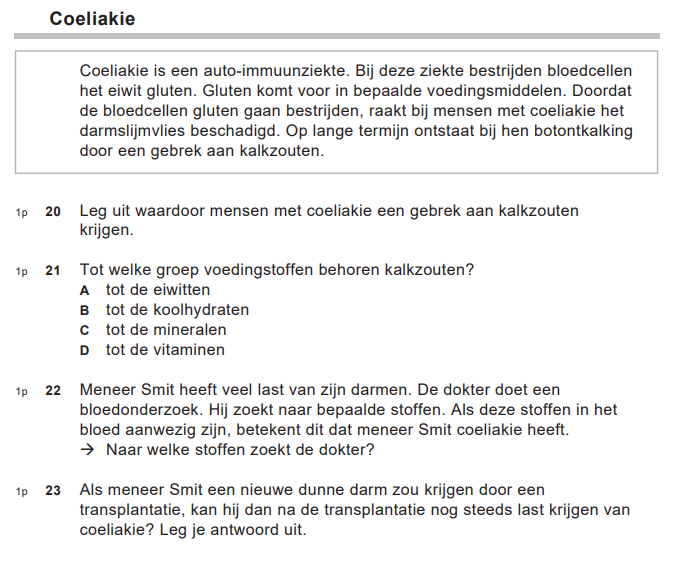 Coeliakie
Coeliakie is een auto-immuunziekte. Bij deze ziekte bestrijden bloedcellen
het eiwit gluten. Gluten komt voor in bepaalde voedingsmiddelen. Doordat
de bloedcellen gluten gaan bestrijden, raakt bij mensen met coeliakie het
darmslijmvlies beschadigd. Op lange termijn ontstaat bij hen botontkalking
door een gebrek aan kalkzouten.
1p 20 Leg uit waardoor mensen met coeliakie een gebrek aan kalkzouten
krijgen.
1p 21 Tot welke groep voedingstoffen behoren kalkzouten?
A tot de eiwitten
B tot de koolhydraten
C tot de mineralen
D tot de vitaminen
1p 22 Meneer Smit heeft veel last van zijn darmen. De dokter doet een
bloedonderzoek. Hij zoekt naar bepaalde stoffen. Als deze stoffen in het
bloed aanwezig zijn, betekent dit dat meneer Smit coeliakie heeft.
→ Naar welke stoffen zoekt de dokter?
1p 23 Als meneer Smit een nieuwe dunne darm zou krijgen door een
transplantatie, kan hij dan na de transplantatie nog steeds last krijgen van
coeliakie? Leg je antwoord uit.